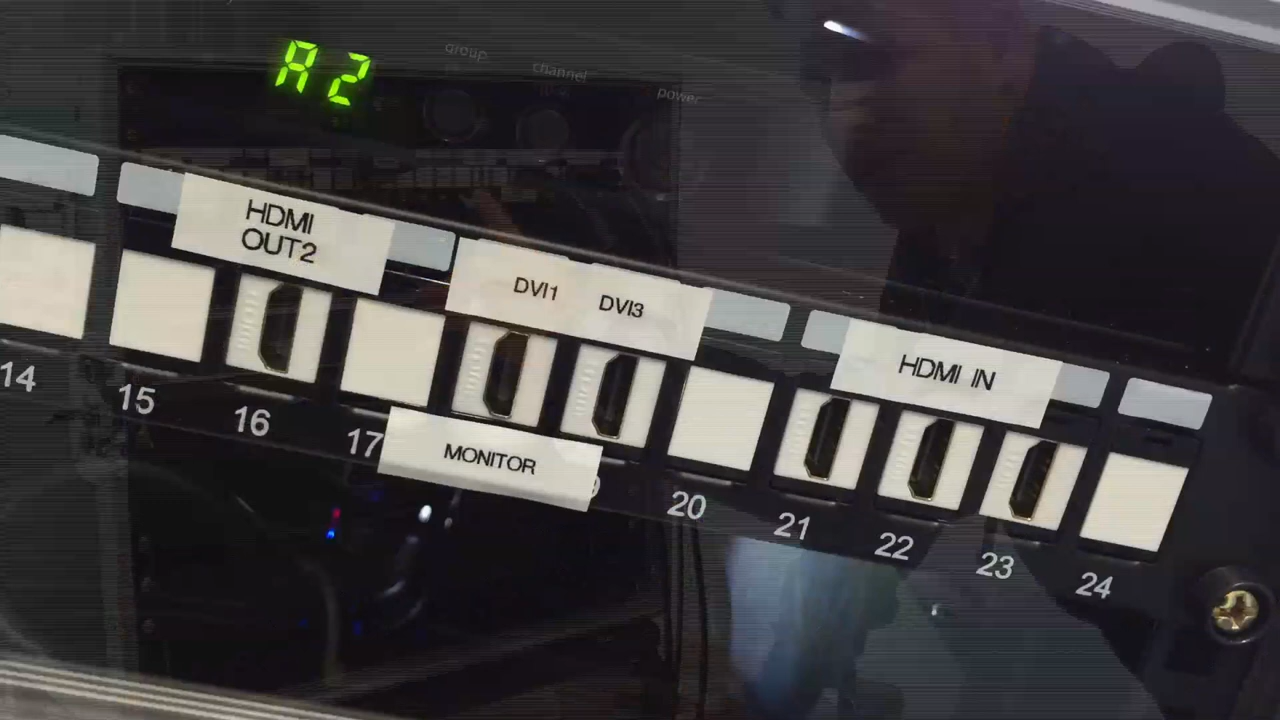 A2
group
channel
power
HDMI
OUT2
DVI1 DVI3
HDMI IN
14
15
16
17
MONITOR
9
20
21
22
23
24